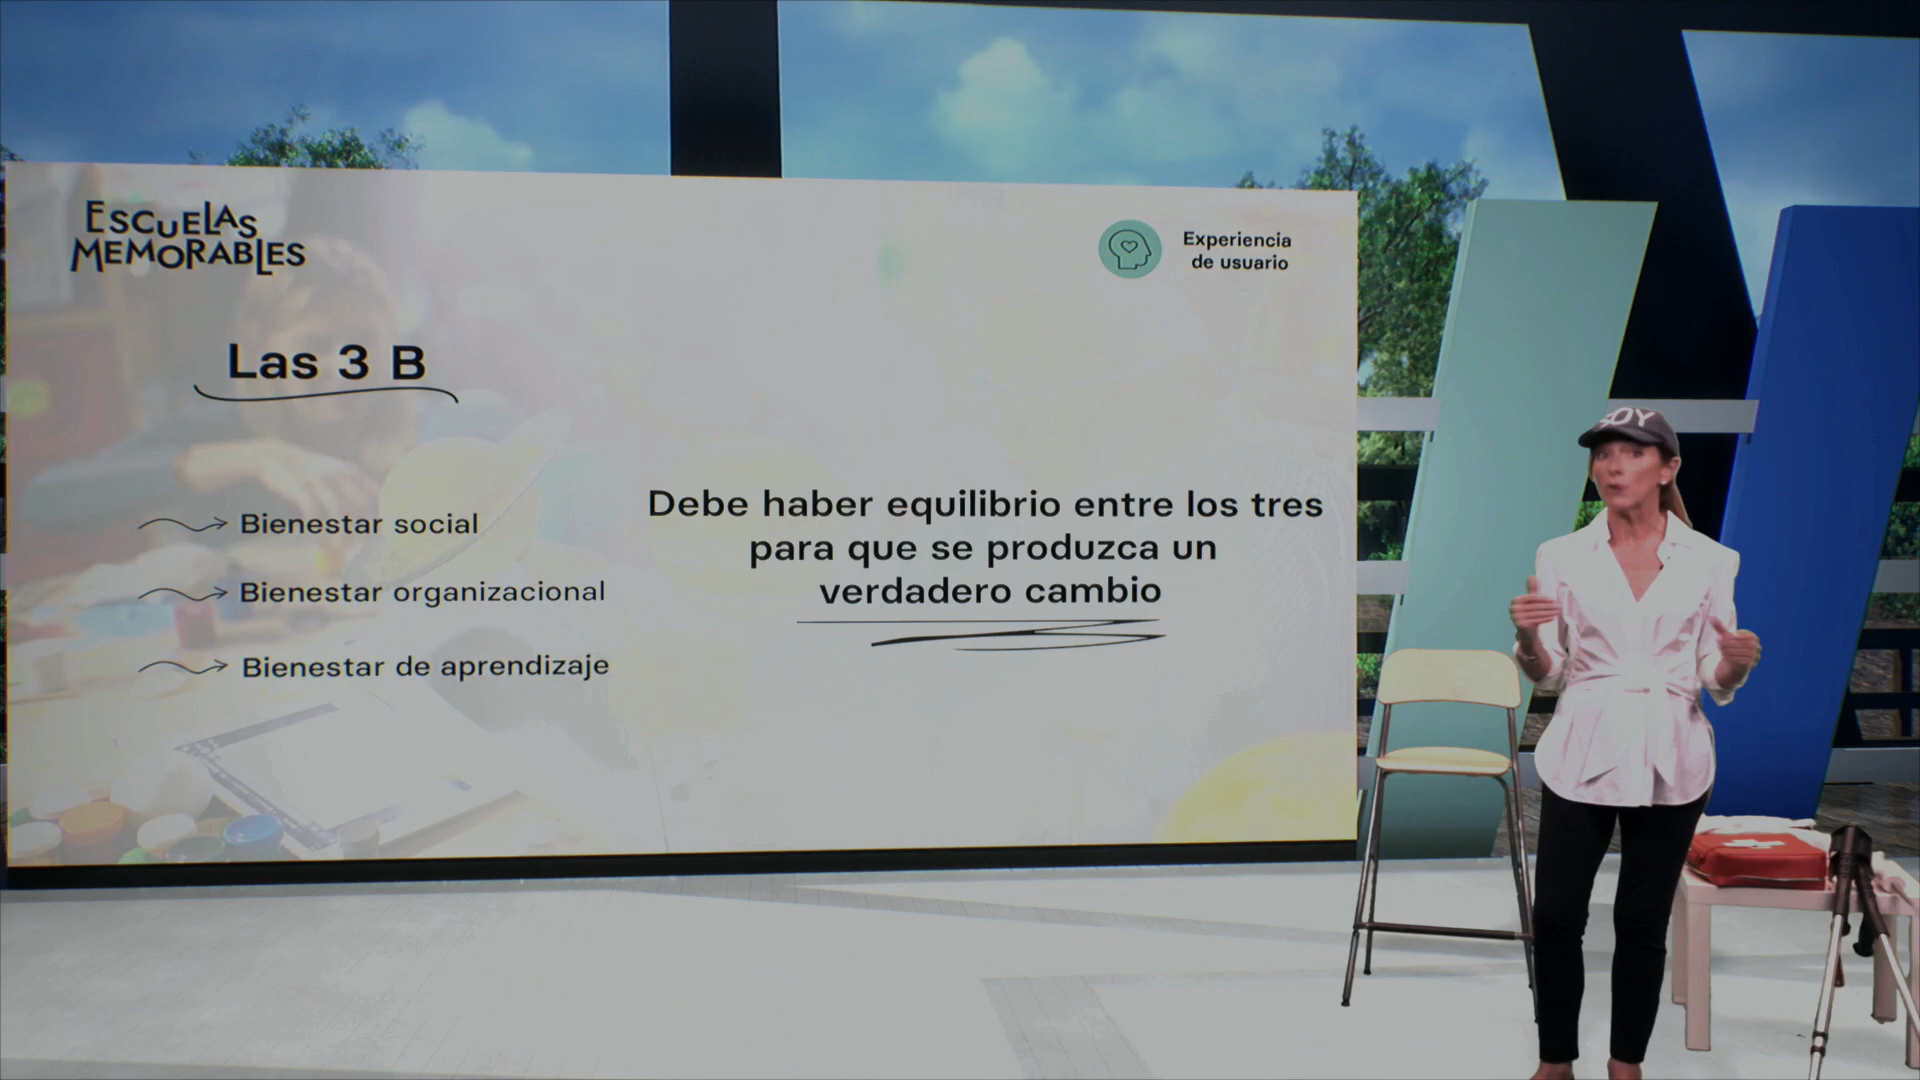 ESCUELAS
MEMORABLES
Experiencia
de usuario
Las 3 B
Bienestar social
Bienestar organizacional
Bienestar de aprendizaje
Debe haber equilibrio entre los tres
para que se produzca un
verdadero cambio